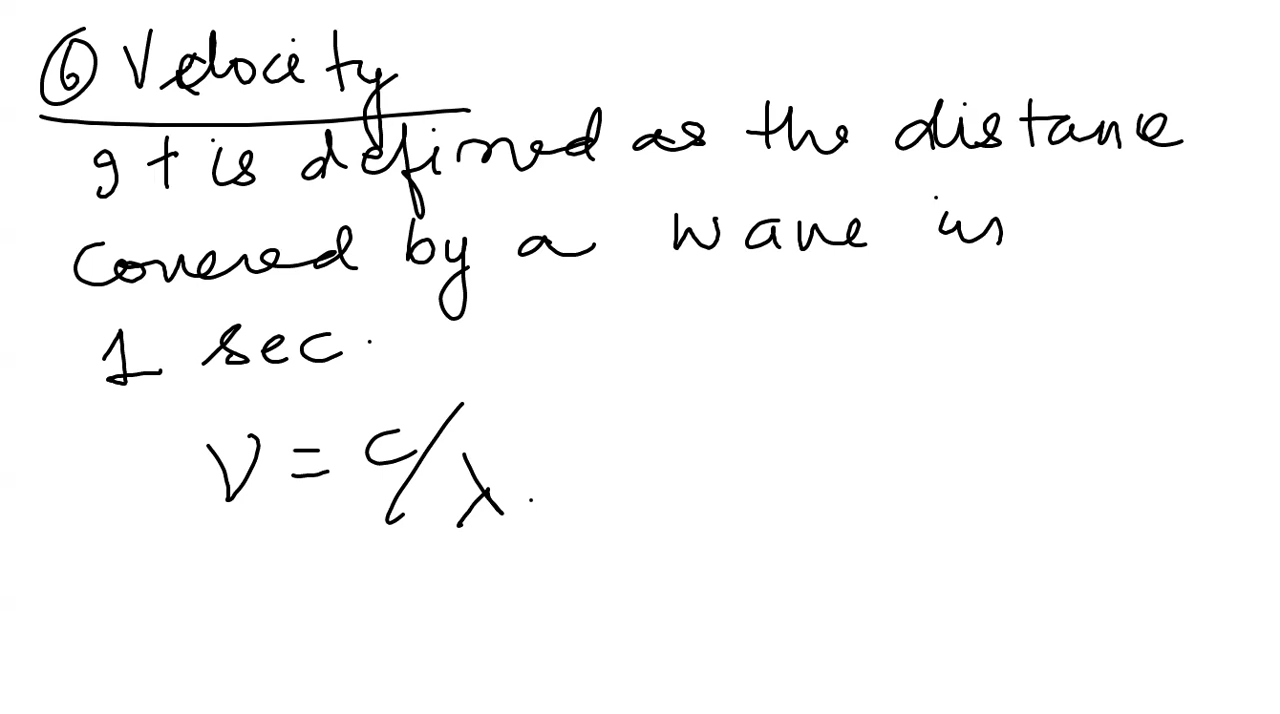 ⑥ Velocity
It is defined as the distance
covered by a wave in
1 sec.
ν = c/λ.